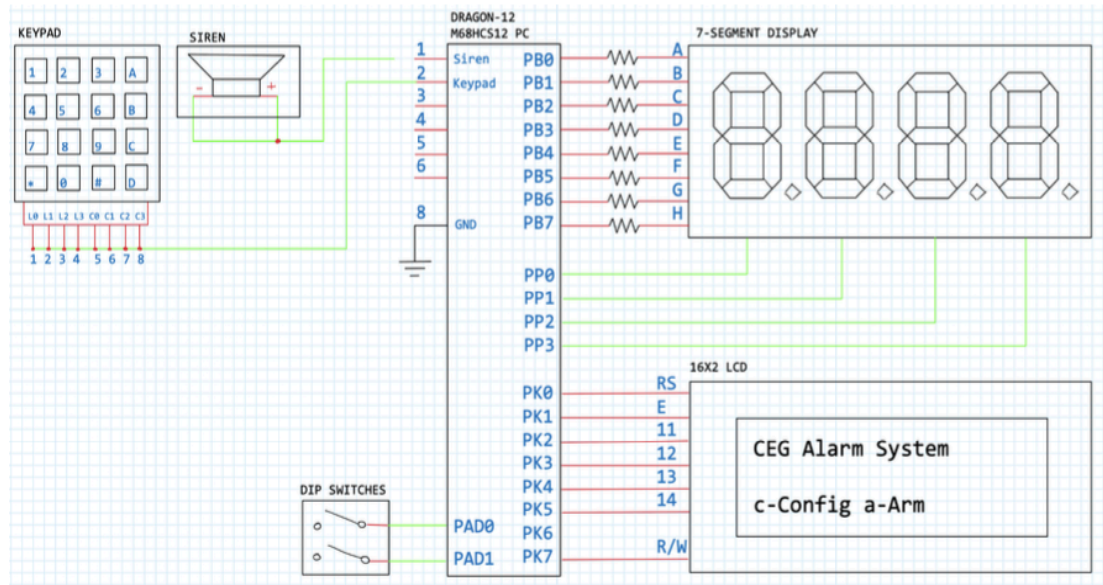 KEYPAD
1 2 3 A
4 5 6 B
7 8 9 C
* 0 # D
L0 L1 L2 L3 C0 C1 C2 C3
1 2 3 4 5 6 7 8
SIREN
- +
DRAGON-12
M68HCS12 PC
1 Siren
2 Keypad
3
4
5
6
8 GND
PB0 A
PB1 B
PB2 C
PB3 D
PB4 E
PB5 F
PB6 G
PB7 H
PP0
PP1
PP2
PP3
PK0 RS
PK1 E
PK2 11
PK3 12
PK4 13
PK5 14
PK6
PK7 R/W
PAD0
PAD1
7-SEGMENT DISPLAY
16X2 LCD
CEG Alarm System
c-Config a-Arm
DIP SWITCHES